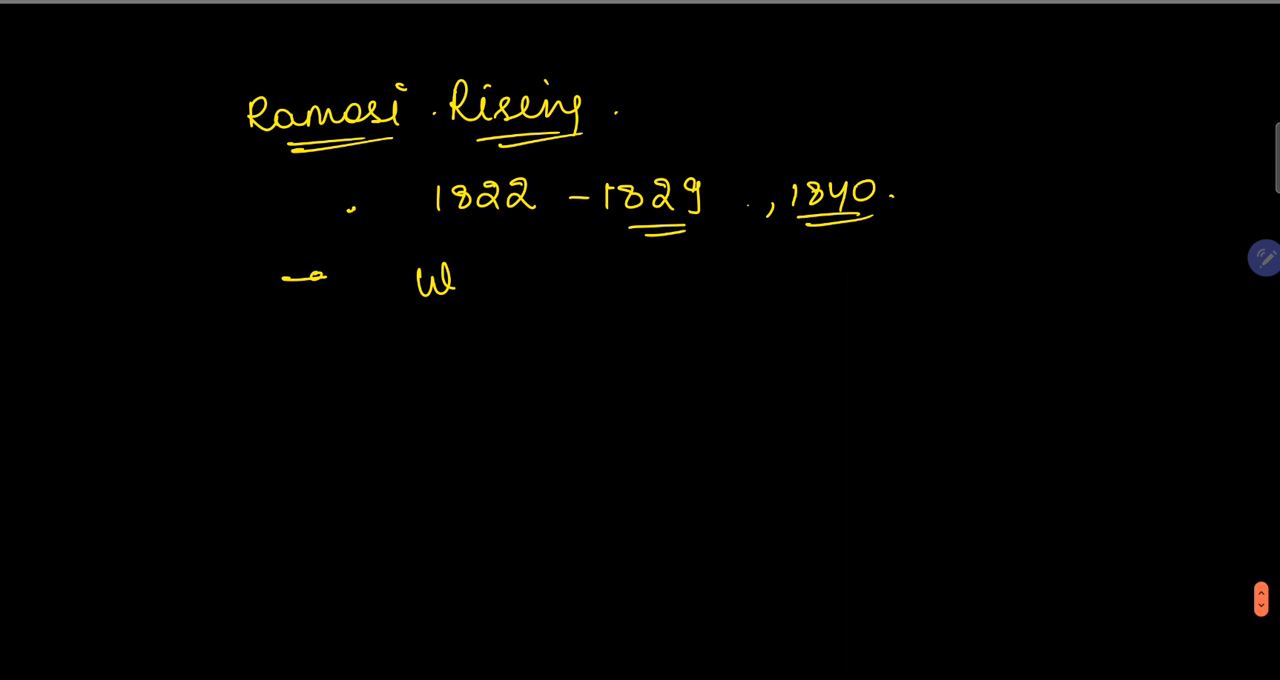 Ramosi . Rising .
. 1822 - 1829 . , 1840 .
→ W